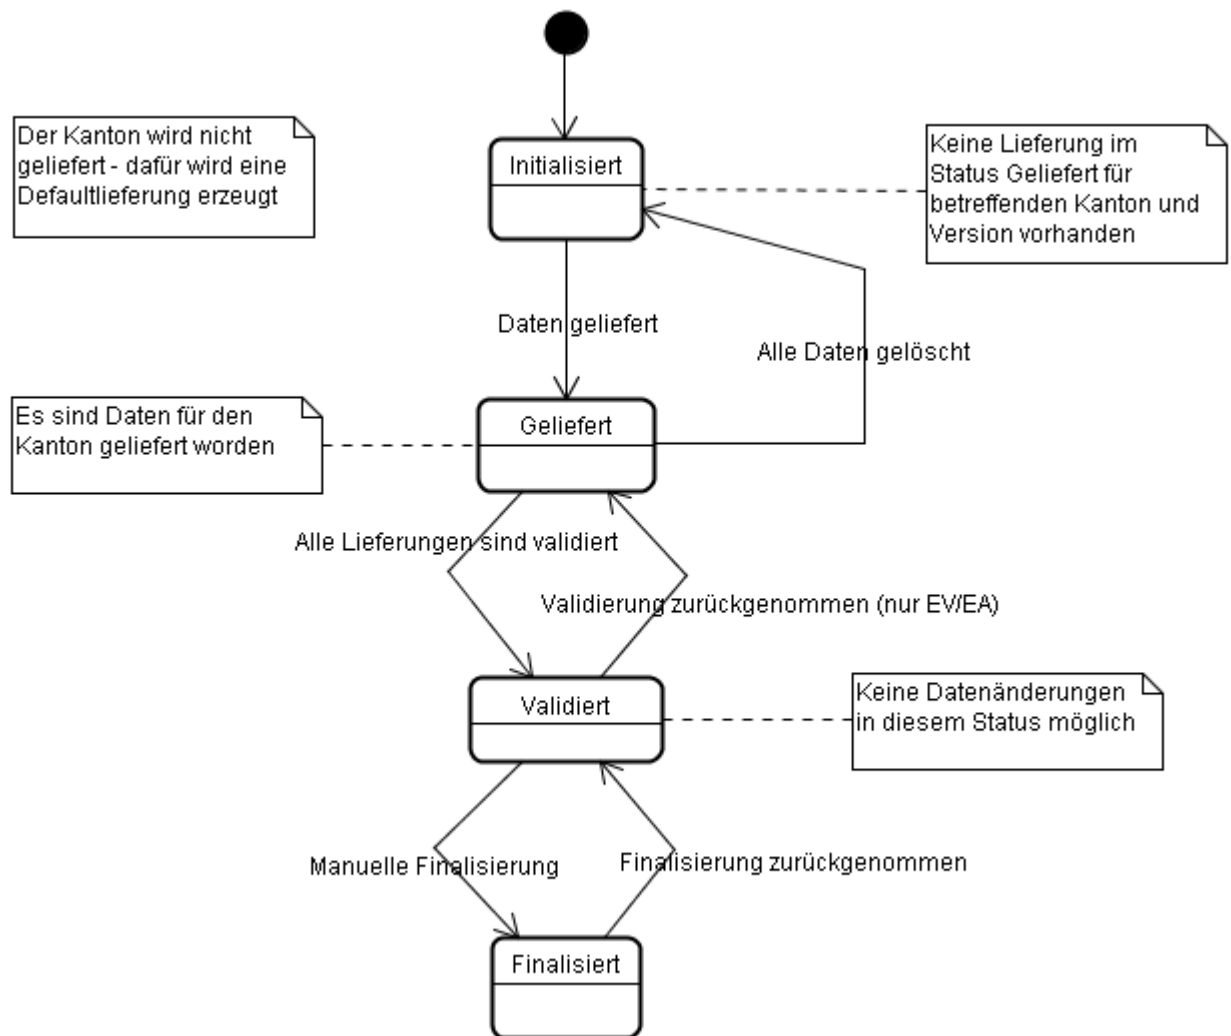 Der Kanton wird nicht
geliefert - dafür wird eine
Defaultlieferung erzeugt
Initialisiert
Keine Lieferung im
Status Geliefert für
betreffenden Kanton und
Version vorhanden
Daten geliefert
Alle Daten gelöscht
Es sind Daten für den
Kanton geliefert worden
Geliefert
Alle Lieferungen sind validiert
Validierung zurückgenommen (nur EV/EA)
Validiert
Keine Datenänderungen
in diesem Status möglich
Manuelle Finalisierung
Finalisierung zurückgenommen
Finalisiert